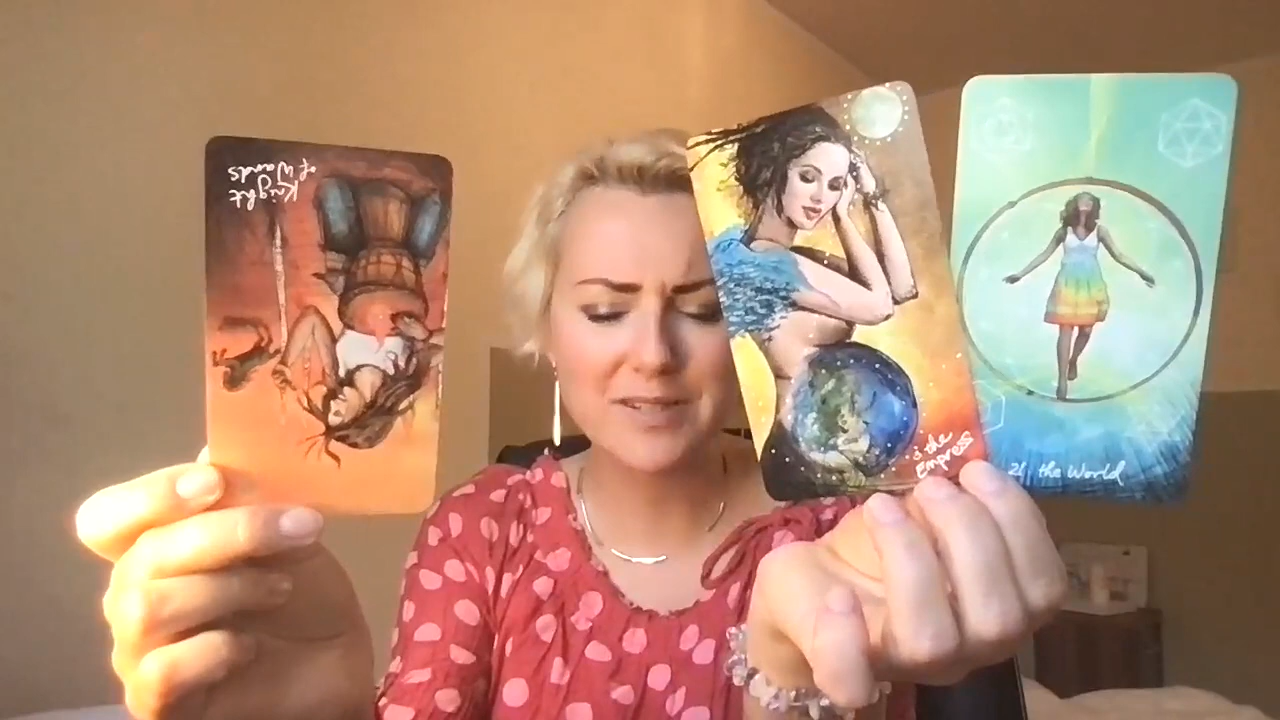 Knight
of Wands
3 the
Empress
21 the World